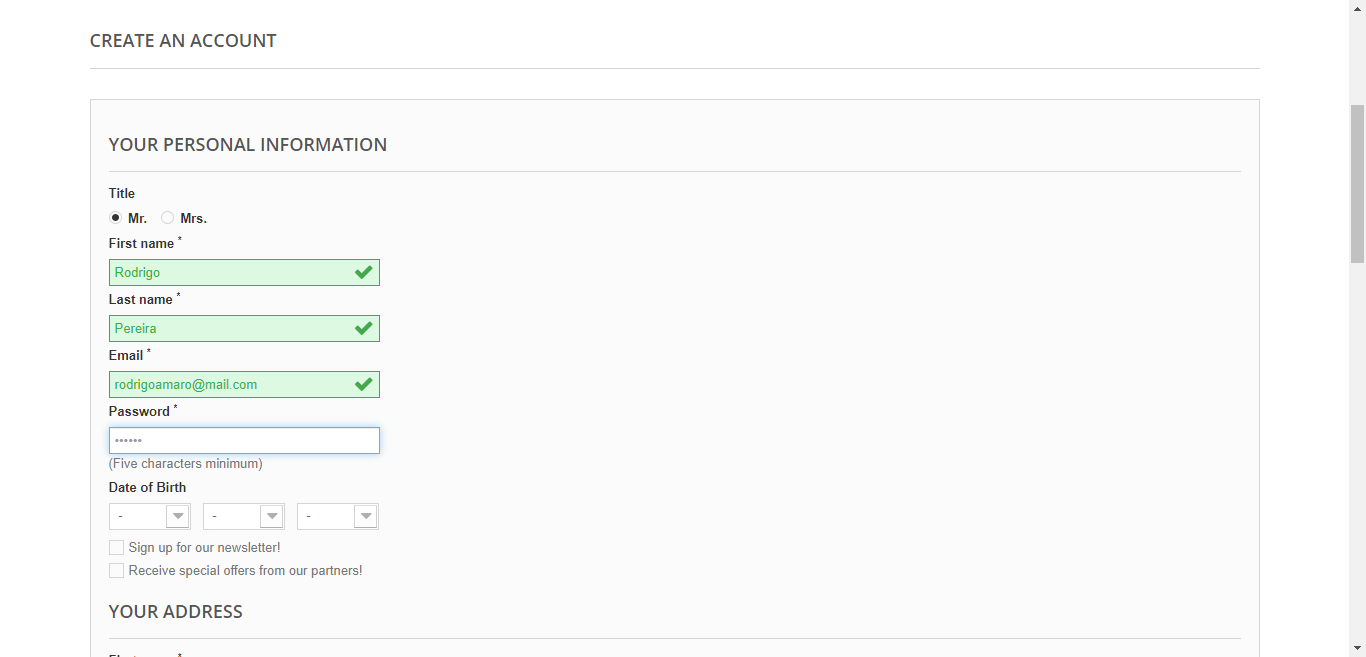 CREATE AN ACCOUNT
YOUR PERSONAL INFORMATION
Title
Mr. Mrs.
First name *
Rodrigo
Last name *
Pereira
Email *
rodrigoamaro@mail.com
Password *
••••••
(Five characters minimum)
Date of Birth
- - -
Sign up for our newsletter!
Receive special offers from our partners!
YOUR ADDRESS